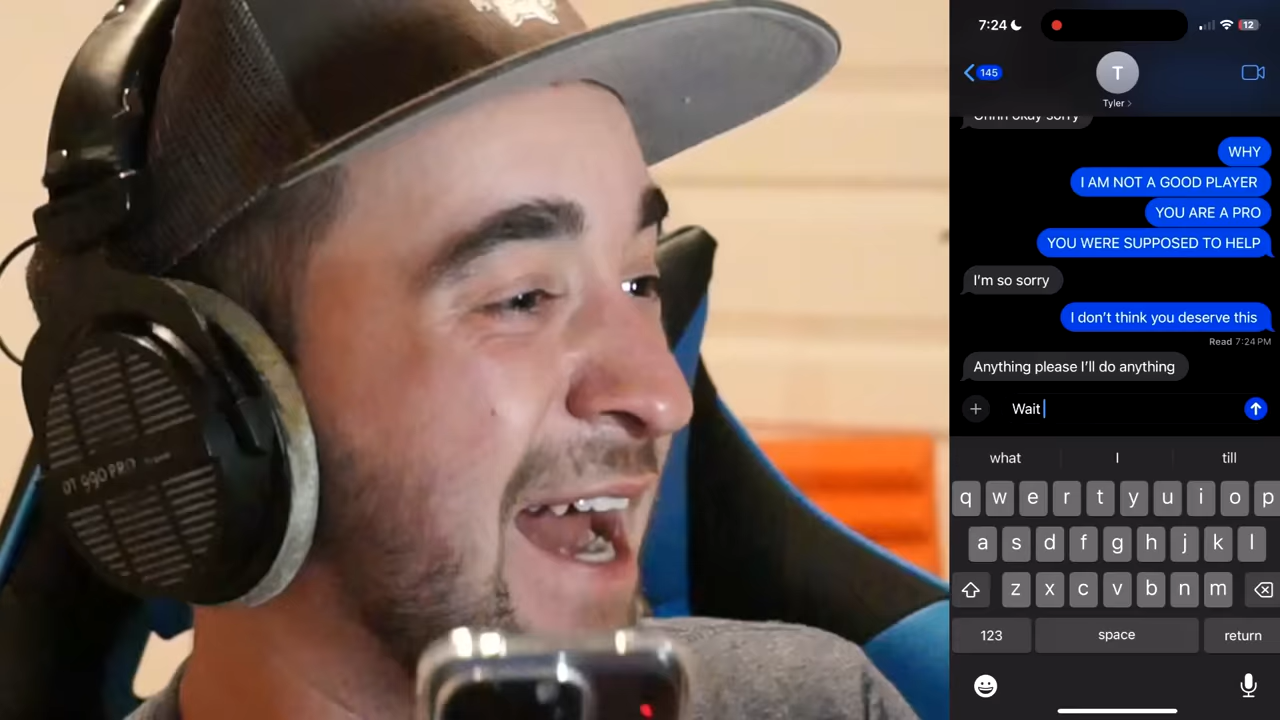 DT 990 PRO
7:24
12
145
T
Tyler
okay sorry
WHY
I AM NOT A GOOD PLAYER
YOU ARE A PRO
YOU WERE SUPPOSED TO HELP
I'm so sorry
I don't think you deserve this
Read 7:24 PM
Anything please I'll do anything
Wait
what I till
q w e r t y u i o p
a s d f g h j k l
z x c v b n m
123 space return